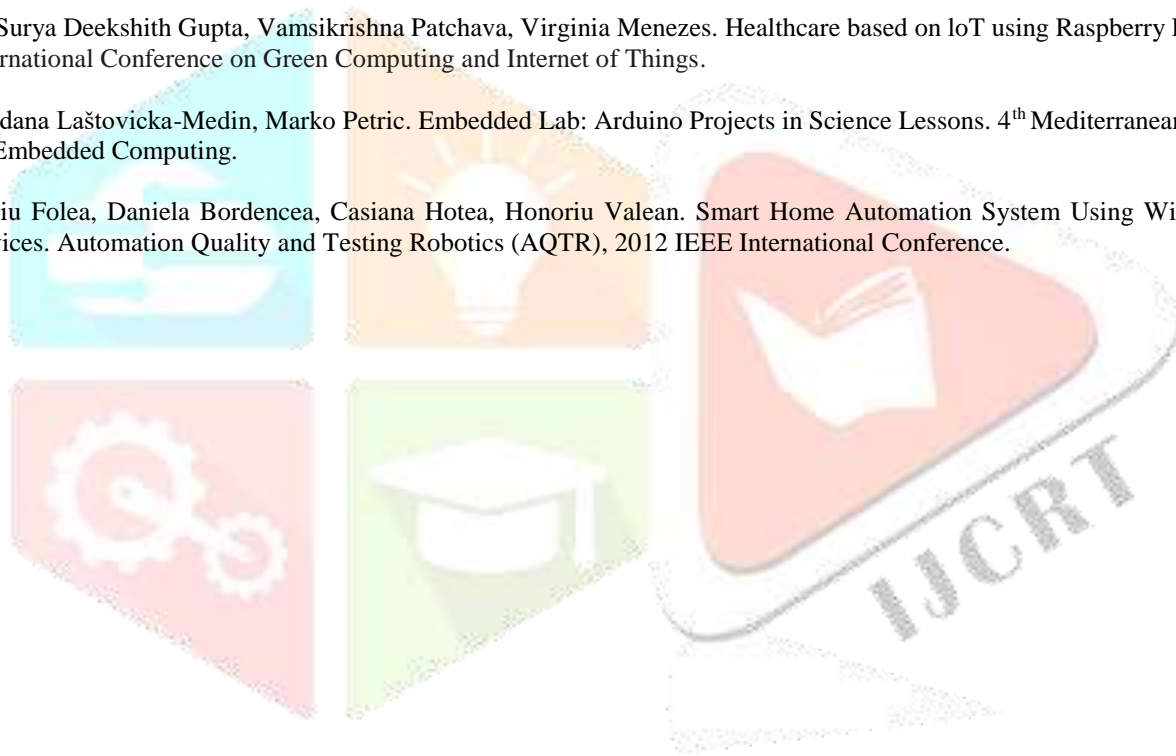 Surya Deekshith Gupta, Vamsikrishna Patchava, Virginia Menezes. Healthcare based on loT using Raspberry
rnational Conference on Green Computing and Internet of Things.
dana Laštovicka-Medin, Marko Petric. Embedded Lab: Arduino Projects in Science Lessons. 4th Mediterranean
Embedded Computing.
iu Folea, Daniela Bordencea, Casiana Hotea, Honoriu Valean. Smart Home Automation System Using Wi
vices. Automation Quality and Testing Robotics (AQTR), 2012 IEEE International Conference.
IJCRT